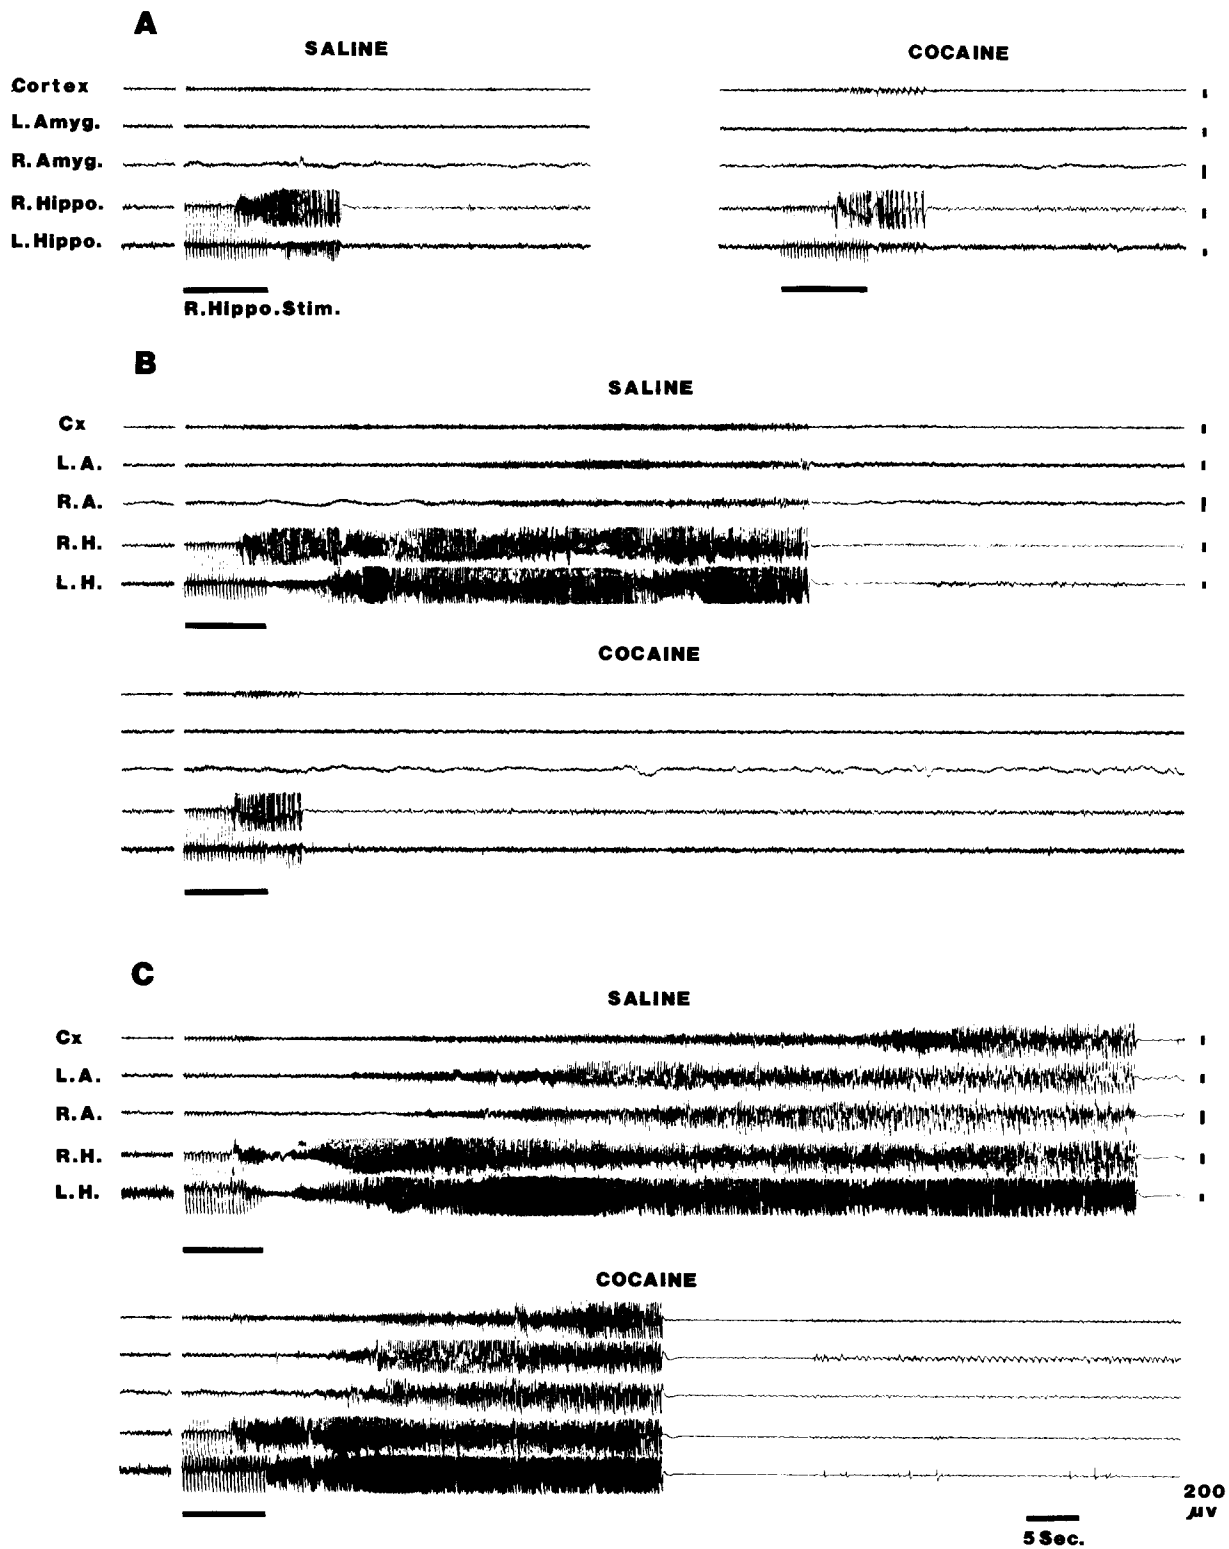 A
SALINE
COCAINE
Cortex
L.Amyg.
R.Amyg.
R.Hippo.
L.Hippo.
R.Hippo.Stim.
B
SALINE
Cx
L.A.
R.A.
R.H.
L.H.
COCAINE
C
SALINE
Cx
L.A.
R.A.
R.H.
L.H.
COCAINE
200
µv
5 Sec.